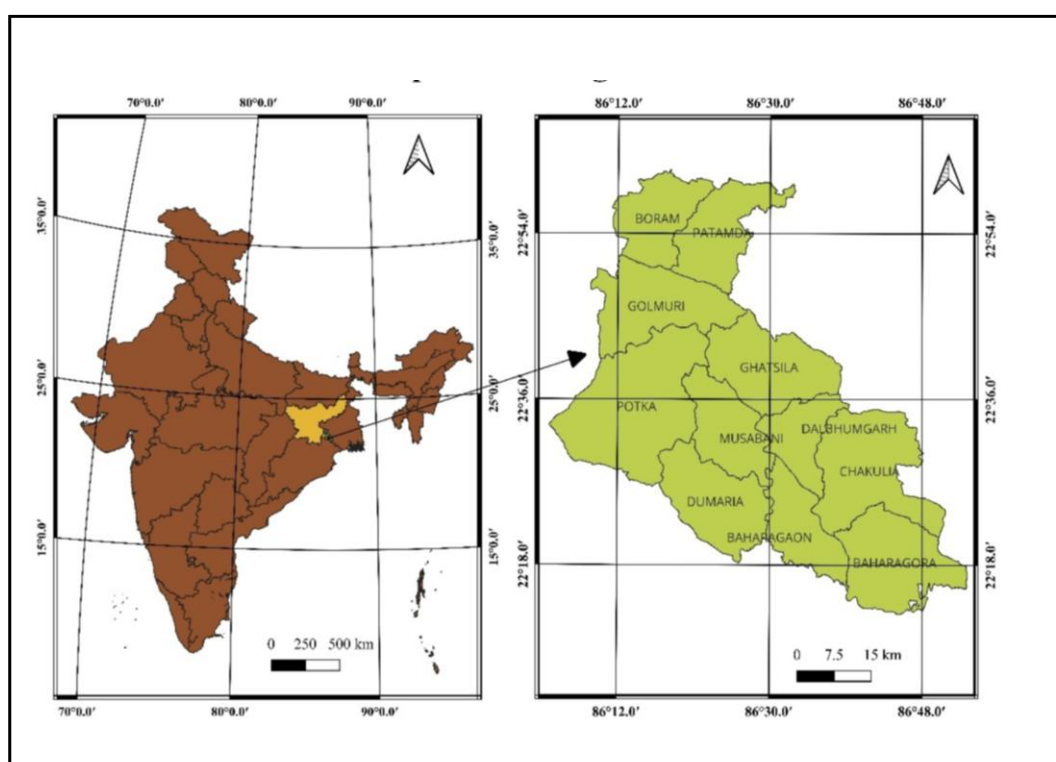 70°0.0' 80°0.0' 90°0.0'
35°0.0' 35°0.0'
25°0.0' 25°0.0'
15°0.0' 15°0.0'
0 250 500 km
70°0.0' 80°0.0' 90°0.0'
86°12.0' 86°30.0' 86°48.0'
BORAM
PATAMDA
22°54.0' 22°54.0'
GOLMURI
GHATSILA
22°36.0' 22°36.0'
POTKA
DALBHUMGARH
MUSABANI
CHAKULIA
DUMARIA
BAHARAGAON
22°18.0' 22°18.0'
BAHARAGORA
0 7.5 15 km
86°12.0' 86°30.0' 86°48.0'